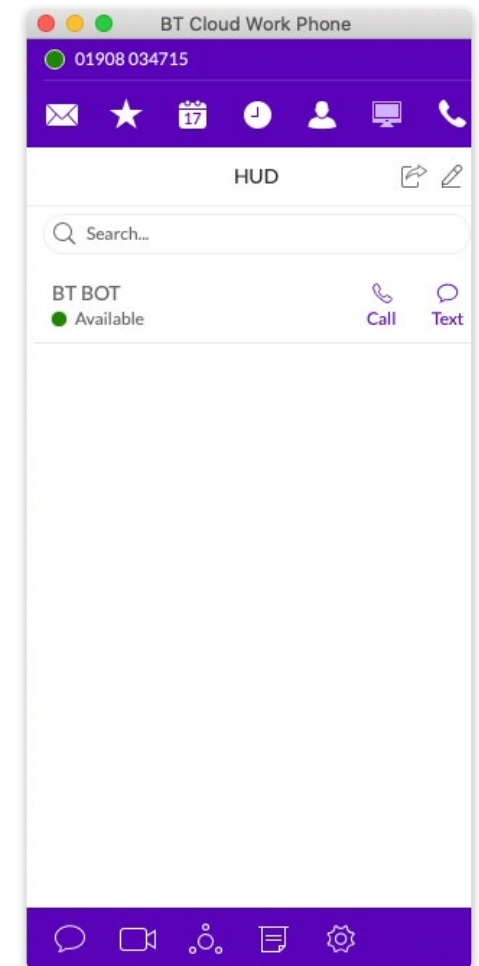 BT Cloud Work Phone
01908 034715
17
HUD
Search...
BT BOT
Available
Call
Text